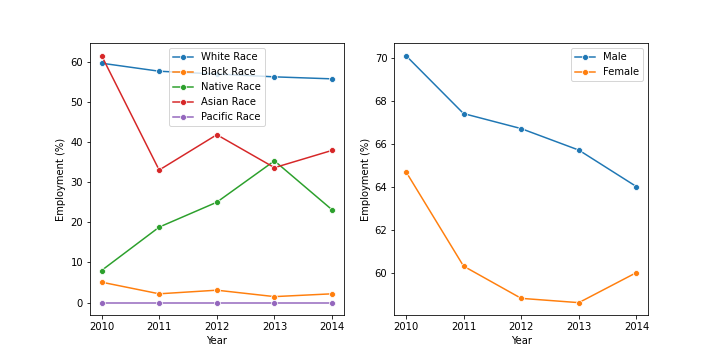 White Race
Black Race
Native Race
Asian Race
Pacific Race
60
50
40
30
20
10
0
Employment (%)
2010 2011 2012 2013 2014
Year
Male
Female
70
68
66
64
62
60
Employment (%)
2010 2011 2012 2013 2014
Year